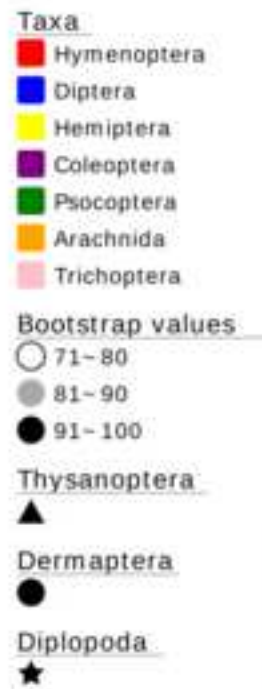 Taxa
Hymenoptera
Diptera
Hemiptera
Coleoptera
Psocoptera
Arachnida
Trichoptera
Bootstrap values
71~80
81~90
91~100
Thysanoptera
Dermaptera
Diplopoda